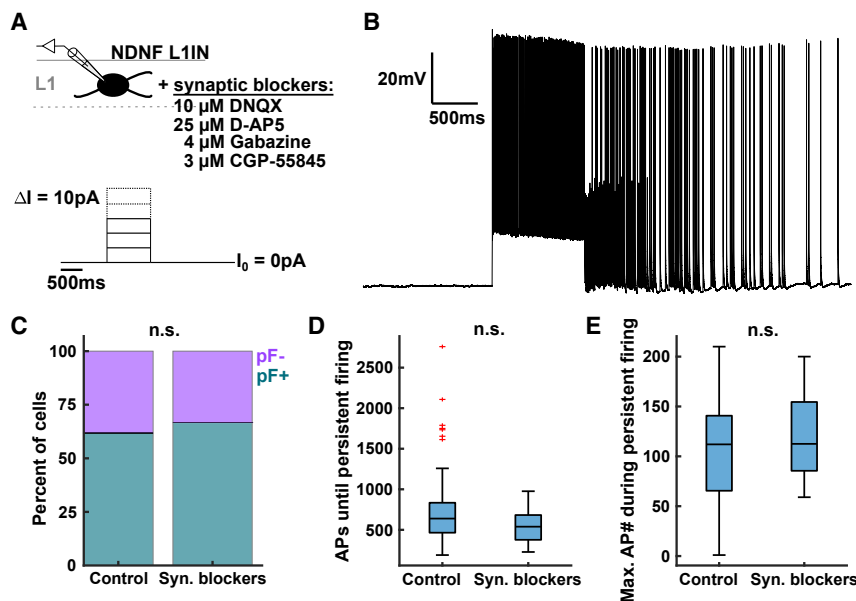 A
NDNF L1IN
L1
+ synaptic blockers:
10 µM DNQX
25 µM D-AP5
4 µM Gabazine
3 µM CGP-55845
ΔI = 10pA
I0 = 0pA
500ms
B
20mV
500ms
C
n.s.
pF-
pF+
Percent of cells
100
75
50
25
0
Control
Syn. blockers
D
n.s.
APs until persistent firing
2500
2000
1500
1000
500
Control
Syn. blockers
E
n.s.
Max. AP# during persistent firing
200
150
100
50
0
Control
Syn. blockers